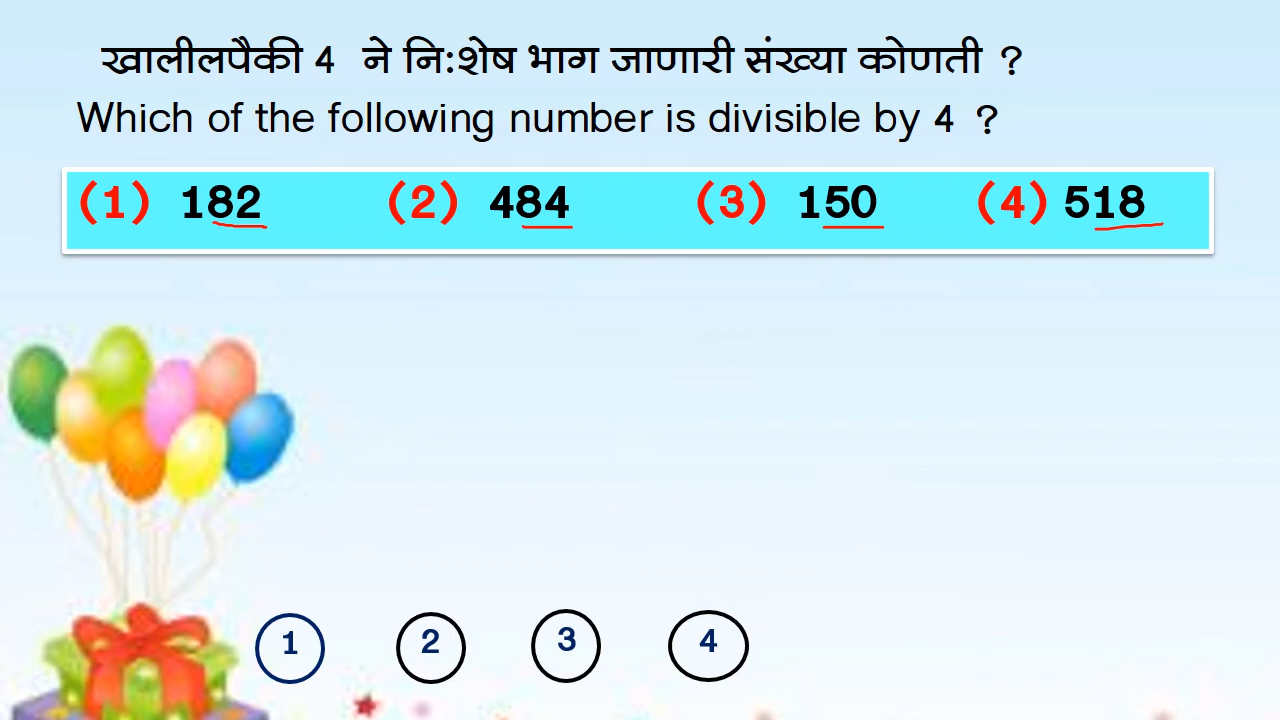 खालीलपैकी 4 ने नि:शेष भाग जाणारी संख्या कोणती ?
Which of the following number is divisible by 4 ?
(1) 182 (2) 484 (3) 150 (4) 518
1 2 3 4